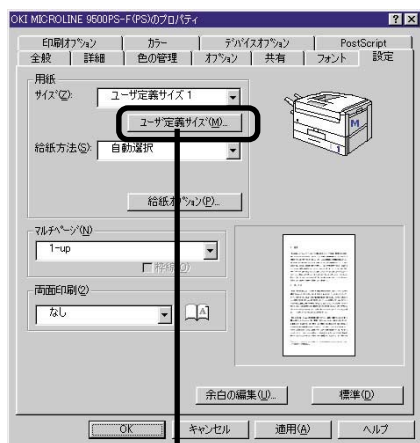 OKI MICROLINE 9500PS-F(PS)のプロパティ
印刷オプション カラー デバイスオプション PostScript
全般 詳細 色の管理 オプション 共有 フォント 設定
用紙
サイズ(Z): ユーザ定義サイズ 1
ユーザ定義サイズ(M)...
給紙方法(S): 自動選択
給紙オプション(P)...
マルチページ(N)
1-up
枠線(O)
両面印刷(2)
なし
余白の編集(U)... 標準(D)
OK キャンセル 適用(A) ヘルプ